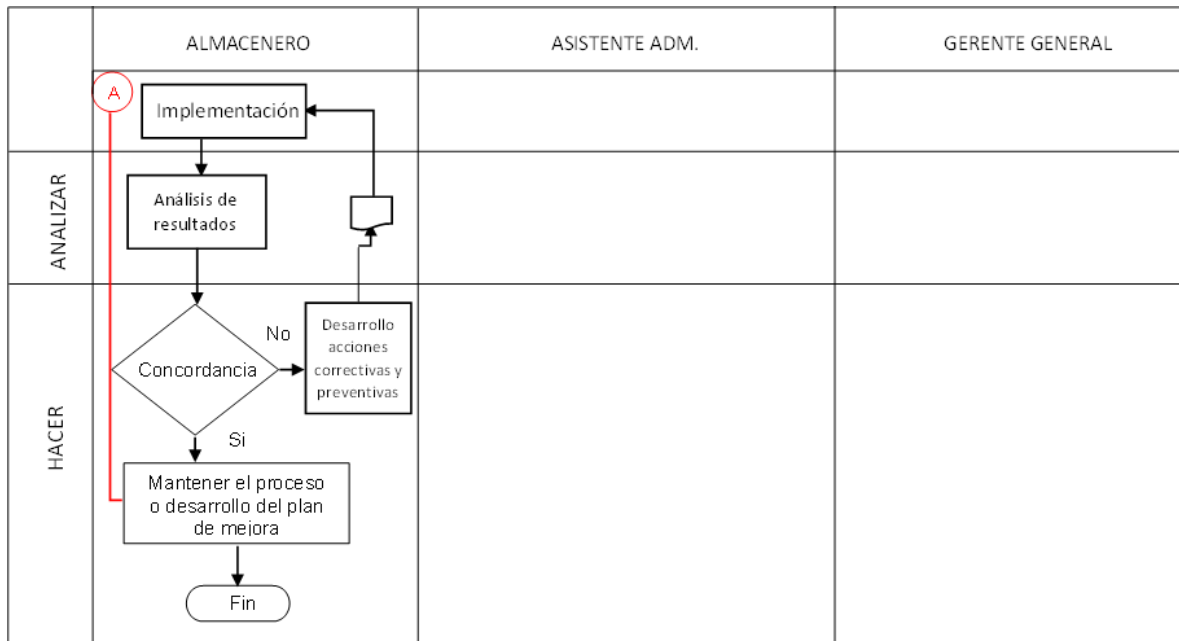 ALMACENERO
ASISTENTE ADM.
GERENTE GENERAL
A
Implementación
ANALIZAR
Análisis de
resultados
HACER
Concordancia
No
Desarrollo
acciones
correctivas y
preventivas
Si
Mantener el proceso
o desarrollo del plan
de mejora
Fin